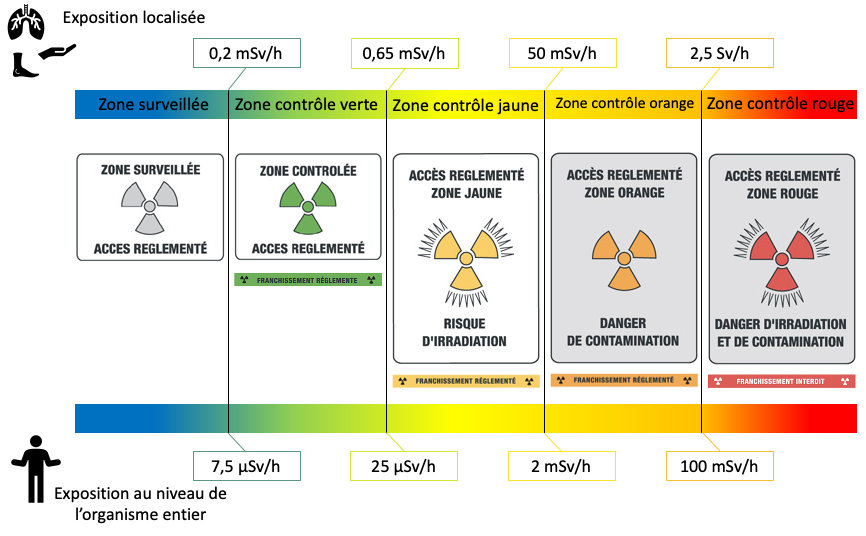 Exposition localisée
0,2 mSv/h
0,65 mSv/h
50 mSv/h
2,5 Sv/h
Zone surveillée
Zone contrôle verte
Zone contrôle jaune
Zone contrôle orange
Zone contrôle rouge
ZONE SURVEILLÉE
ACCES REGLEMENTÉ
ZONE CONTROLÉE
ACCES REGLEMENTÉ
FRANCHISSEMENT RÉGLEMENTÉ
ACCÈS REGLEMENTÉ
ZONE JAUNE
RISQUE
D'IRRADIATION
FRANCHISSEMENT RÉGLEMENTÉ
ACCÈS REGLEMENTÉ
ZONE ORANGE
DANGER
DE CONTAMINATION
FRANCHISSEMENT RÉGLEMENTÉ
ACCÈS REGLEMENTÉ
ZONE ROUGE
DANGER D'IRRADIATION
ET DE CONTAMINATION
FRANCHISSEMENT INTERDIT
7,5 µSv/h
25 µSv/h
2 mSv/h
100 mSv/h
Exposition au niveau de
l’organisme entier